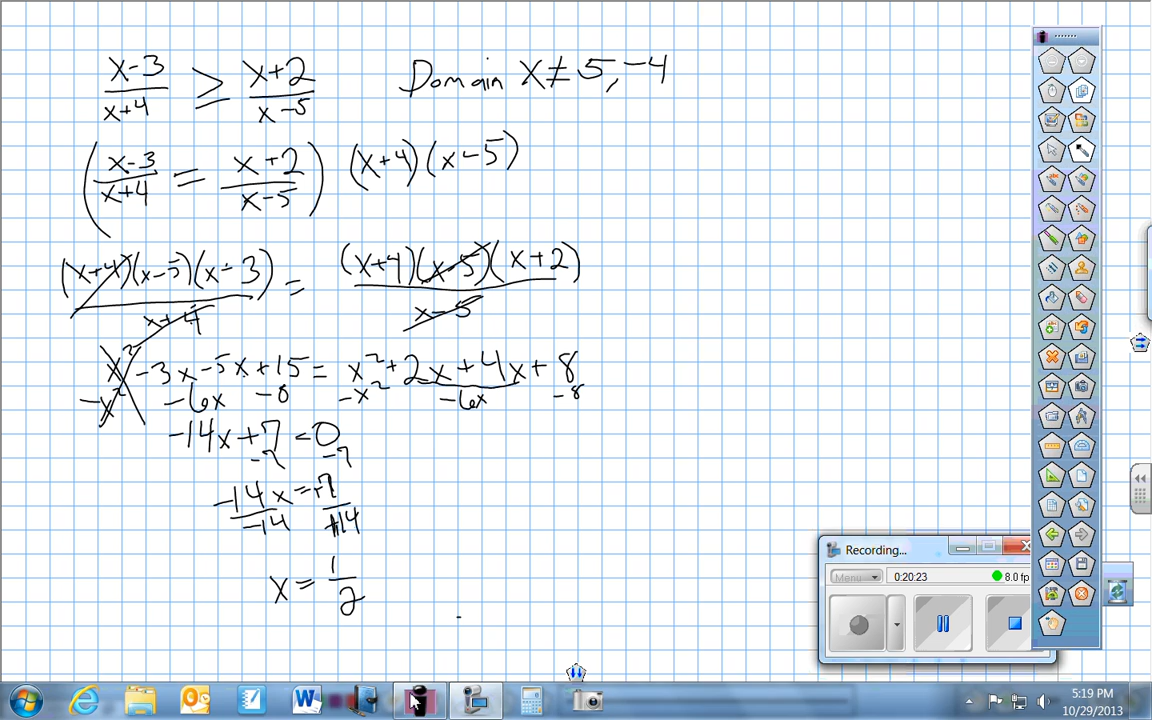 x-3/x+4 ≥ x+2/x-5 Domain x ≠ 5, -4
(x-3/x+4 = x+2/x-5) (x+4)(x-5)
(x+4)(x-5)(x-3)/x+4 = (x+4)(x-5)(x+2)/x-5
x² -3x -5x +15 = x² +2x +4x + 8
-x² -6x -8 -x² -6x -8
-14x +7 = 0
-7 -7
-14x = -7
-14 -14
x = 1/2
Recording...
Menu 0:20:23 8.0 fp
5:19 PM
10/29/2013